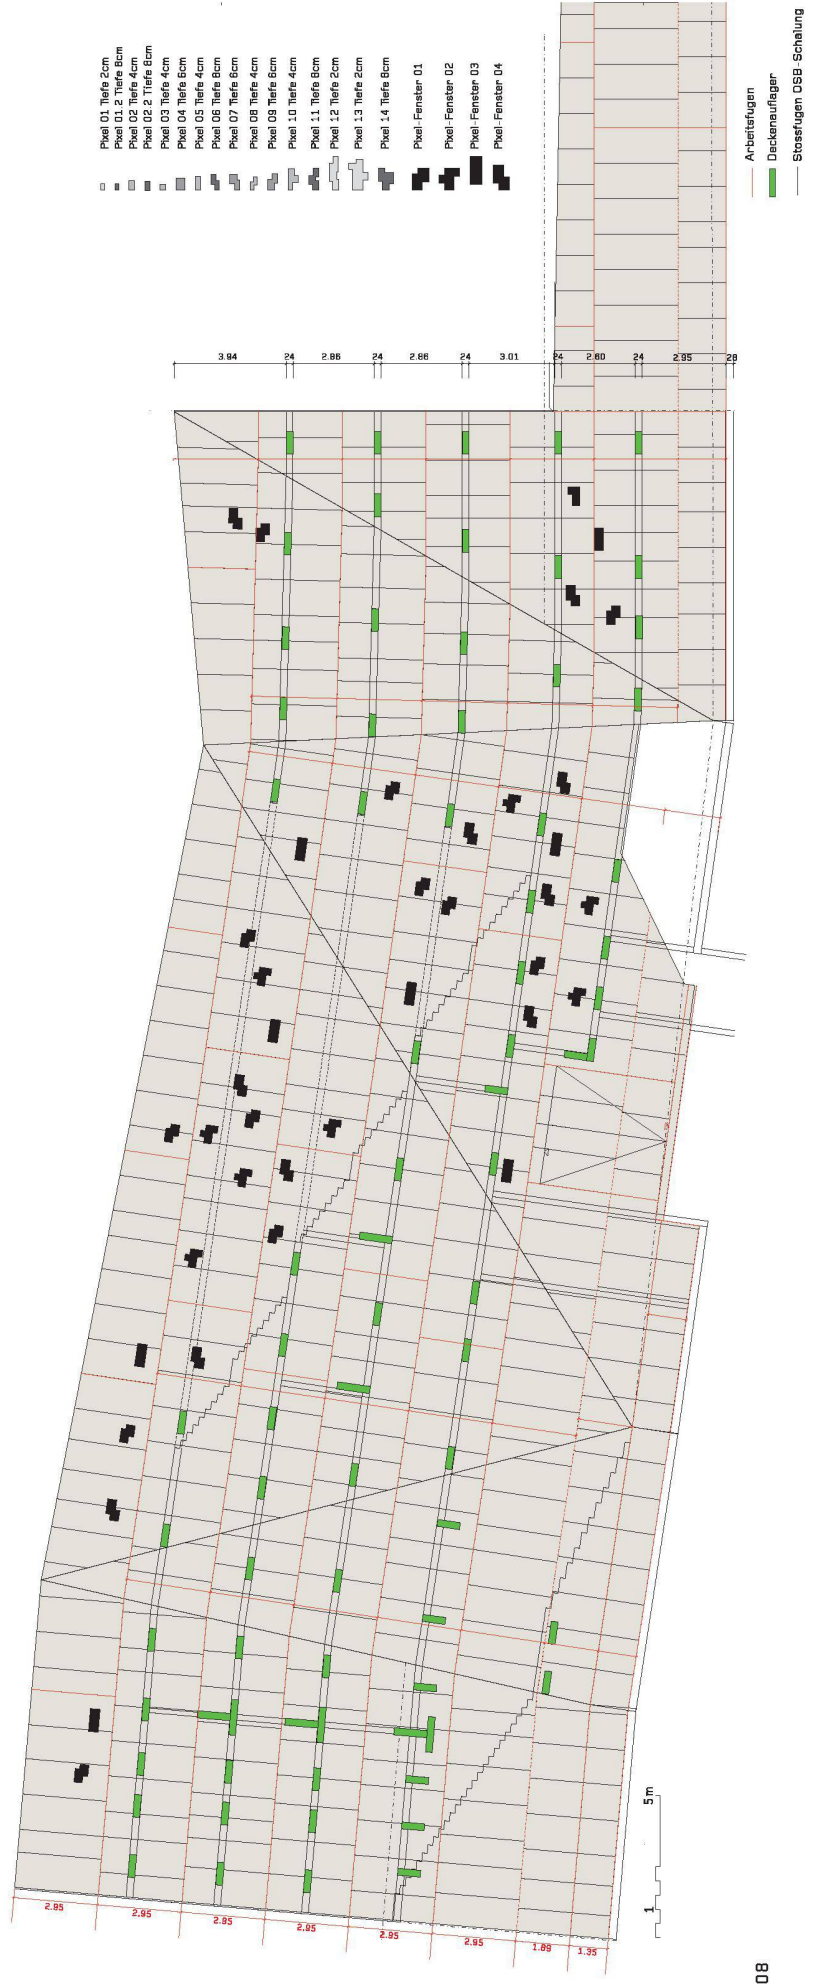 Pixel 01 Tiefe 2cm
Pixel 01.2 Tiefe 8cm
Pixel 02 Tiefe 4cm
Pixel 02.2 Tiefe 8cm
Pixel 03 Tiefe 4cm
Pixel 04 Tiefe 6cm
Pixel 05 Tiefe 4cm
Pixel 06 Tiefe 8cm
Pixel 07 Tiefe 6cm
Pixel 08 Tiefe 4cm
Pixel 09 Tiefe 6cm
Pixel 10 Tiefe 4cm
Pixel 11 Tiefe 8cm
Pixel 12 Tiefe 2cm
Pixel 13 Tiefe 2cm
Pixel 14 Tiefe 8cm
Pixel-Fenster 01
Pixel-Fenster 02
Pixel-Fenster 03
Pixel-Fenster 04
Arbeitsfugen
Deckenauflager
Stossfugen OSB-Schalung
3.94
24
2.86
24
2.86
24
3.01
24
2.60
24
2.95
28
2.95
2.95
2.95
2.95
2.95
2.95
1.89
1.35
1
5m
08